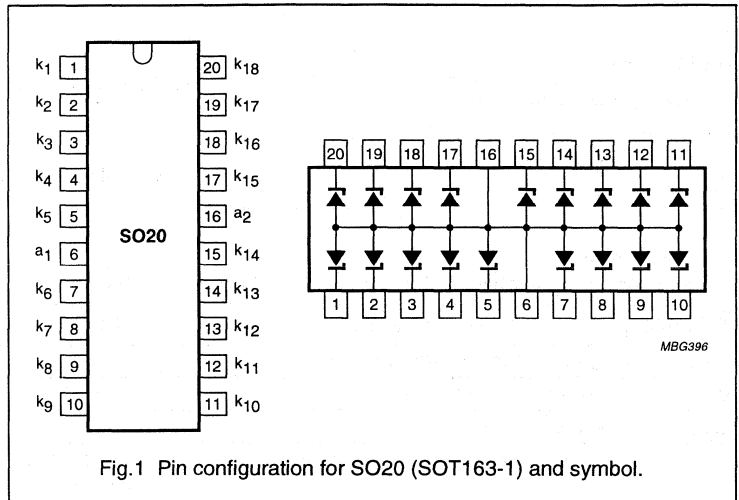 k1 1 20 k18
k2 2 19 k17
k3 3 18 k16
k4 4 17 k15
k5 5 16 a2
SO20
a1 6 15 k14
k6 7 14 k13
k7 8 13 k12
k8 9 12 k11
k9 10 11 k10
20 19 18 17 16 15 14 13 12 11
1 2 3 4 5 6 7 8 9 10
MBG396
Fig.1 Pin configuration for SO20 (SOT163-1) and symbol.